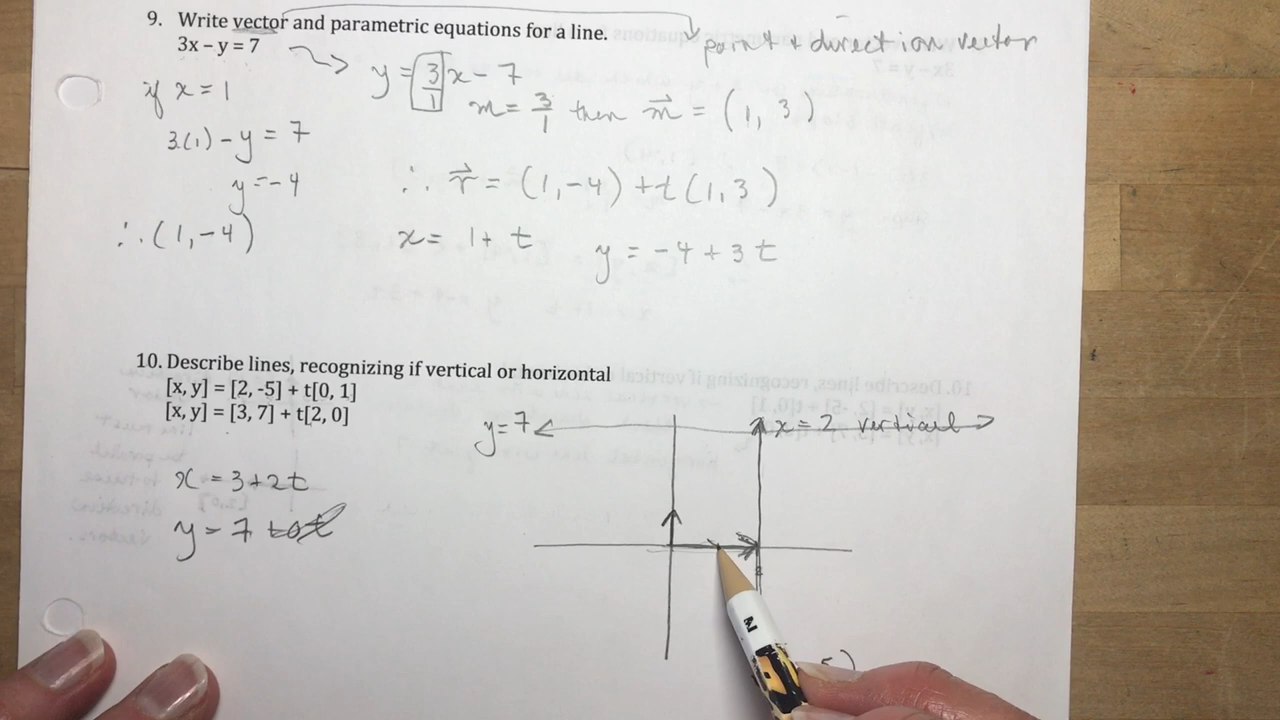 9. Write vector and parametric equations for a line.
3x – y = 7
point + direction vector
y = 3/1 x - 7
m = 3/1 then m⃗ = (1, 3)
if x = 1
3(1) - y = 7
y = -4
∴ (1, -4)
∴ r⃗ = (1, -4) + t(1, 3)
x = 1 + t
y = -4 + 3t
10. Describe lines, recognizing if vertical or horizontal
[x, y] = [2, -5] + t[0, 1]
[x, y] = [3, 7] + t[2, 0]
y = 7
x = 2 vertical
x = 3 + 2t
y = 7 + 0t
2
5)
N